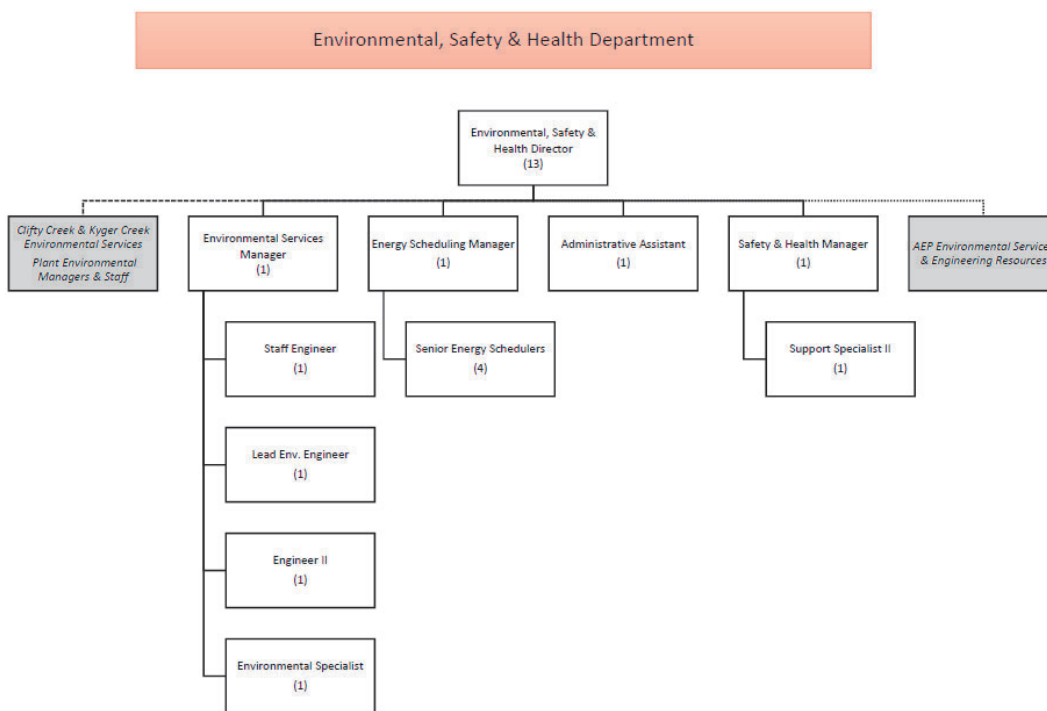 Environmental, Safety & Health Department
Environmental, Safety &
Health Director
(13)
Clifty Creek & Kyger Creek
Environmental Services
Plant Environmental
Managers & Staff
Environmental Services
Manager
(1)
Energy Scheduling Manager
(1)
Administrative Assistant
(1)
Safety & Health Manager
(1)
AEP Environmental Service
& Engineering Resources
Staff Engineer
(1)
Senior Energy Schedulers
(4)
Support Specialist II
(1)
Lead Env. Engineer
(1)
Engineer II
(1)
Environmental Specialist
(1)